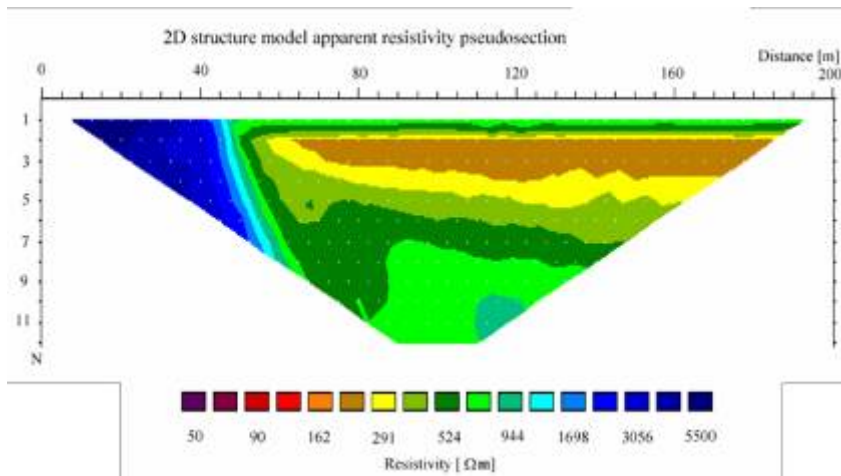 2D structure model apparent resistivity pseudosection
Distance [m]
0 40 80 120 160 200
1
3
5
7
9
11
N
50 90 162 291 524 944 1698 3056 5500
Resistivity [ Ωm]